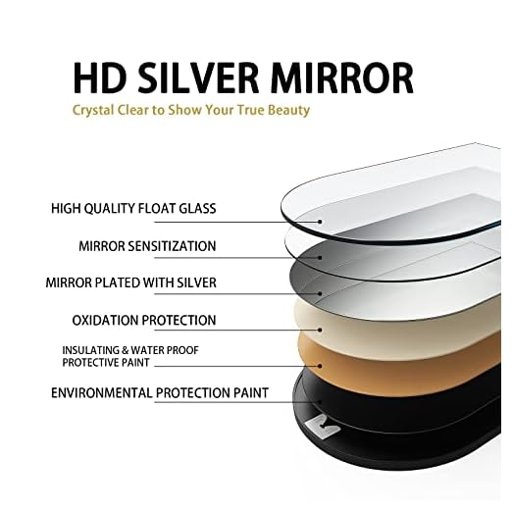 HD SILVER MIRROR
Crystal Clear to Show Your True Beauty
HIGH QUALITY FLOAT GLASS
MIRROR SENSITIZATION
MIRROR PLATED WITH SILVER
OXIDATION PROTECTION
INSULATING & WATER PROOF
PROTECTIVE PAINT
ENVIRONMENTAL PROTECTION PAINT